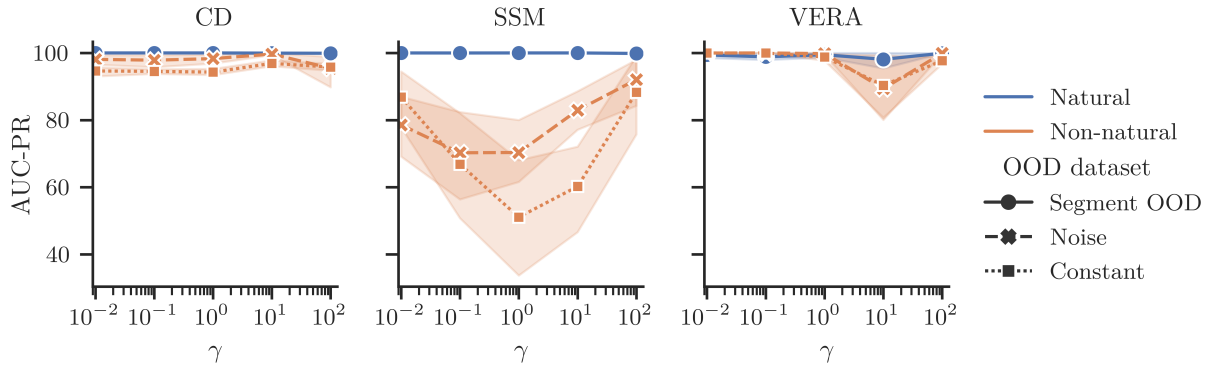 CD
SSM
VERA
AUC-PR
100
80
60
40
10⁻² 10⁻¹ 10⁰ 10¹ 10²
γ
10⁻² 10⁻¹ 10⁰ 10¹ 10²
γ
10⁻² 10⁻¹ 10⁰ 10¹ 10²
γ
Natural
Non-natural
OOD dataset
Segment OOD
Noise
Constant